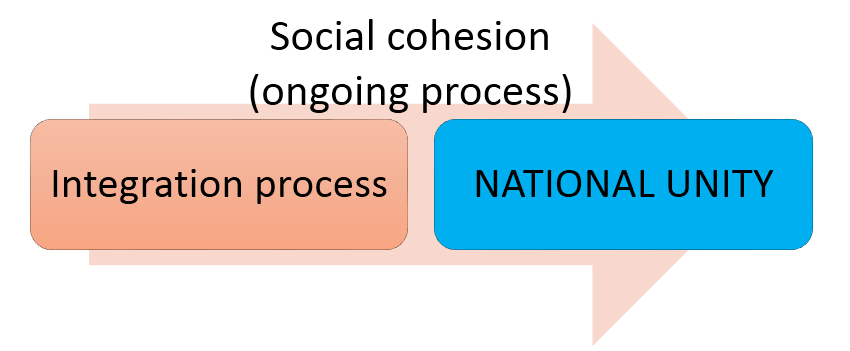 Social cohesion
(ongoing process)
Integration process
NATIONAL UNITY